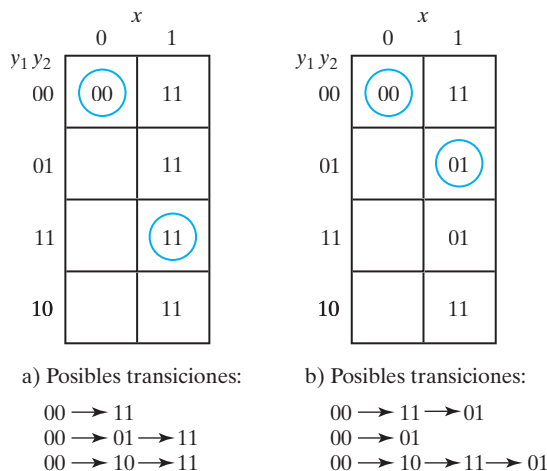 x x
0 1 0 1
y₁ y₂ y₁ y₂
00 00 11 00 00 11
01 11 01 01
11 11 11 01
10 11 10 11
a) Posibles transiciones: b) Posibles transiciones:
00 → 11 00 → 11 → 01
00 → 01 → 11 00 → 01
00 → 10 → 11 00 → 10 → 11 → 01